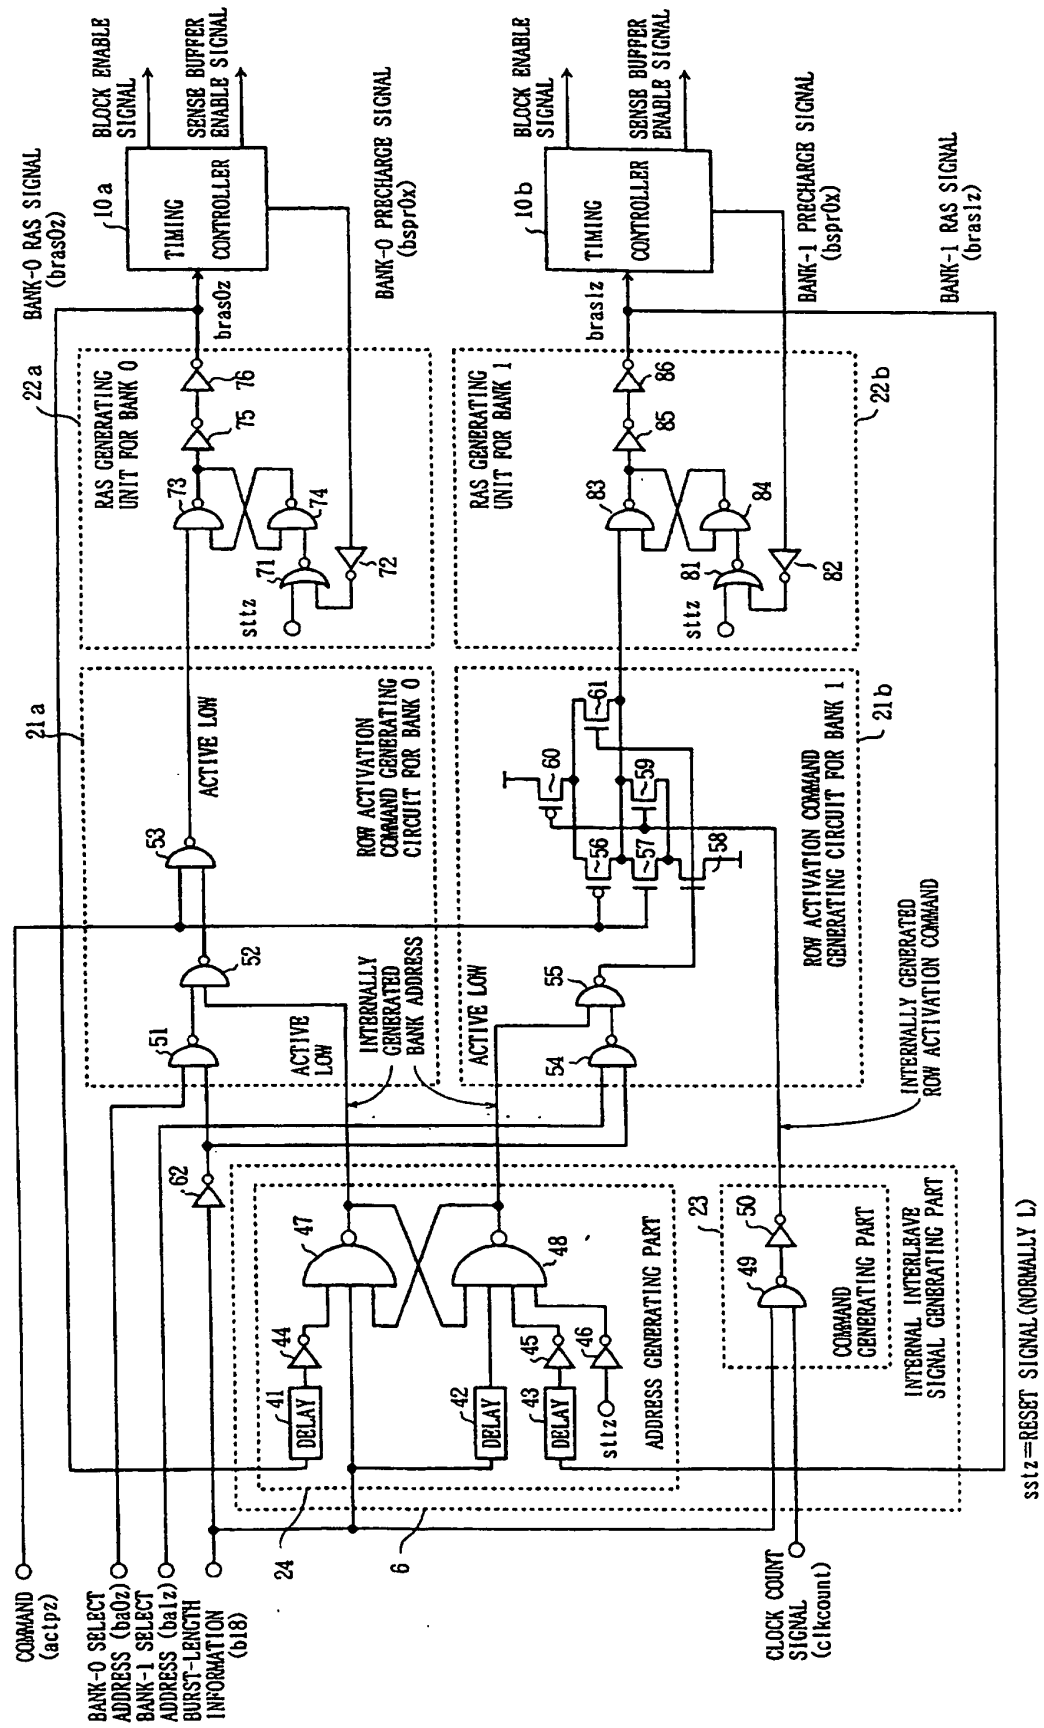 COMMAND
(actpz)
BANK-0 SELECT
ADDRESS (ba0z)
BANK-1 SELECT
ADDRESS (ba1z)
BURST-LENGTH
INFORMATION
(bl8)
CLOCK COUNT
SIGNAL
(clkcount)
24
6
41
DELAY
44
47
42
DELAY
43
DELAY
45
46
sttz
48
ADDRESS GENERATING PART
62
23
49
50
COMMAND
GENERATING PART
INTERNAL INTERLEAVE
SIGNAL GENERATING PART
21a
51
52
53
ACTIVE
LOW
ACTIVE LOW
INTERNALLY
GENERATED
BANK ADDRESS
ROW ACTIVATION
COMMAND GENERATING
CIRCUIT FOR BANK 0
ACTIVE LOW
54
55
56
57
58
59
60
61
ROW ACTIVATION COMMAND
GENERATING CIRCUIT FOR BANK 1
21b
INTERNALLY GENERATED
ROW ACTIVATION COMMAND
22a
RAS GENERATING
UNIT FOR BANK 0
sttz
71
72
73
74
75
76
RAS GENERATING
UNIT FOR BANK 1
sttz
81
82
83
84
85
86
22b
BANK-0 RAS SIGNAL
(bras0z)
bras0z
10a
TIMING
CONTROLLER
BLOCK ENABLE
SIGNAL
SENSE BUFFER
ENABLE SIGNAL
BANK-0 PRECHARGE SIGNAL
(bspr0x)
bras1z
10b
TIMING
CONTROLLER
BLOCK ENABLE
SIGNAL
SENSE BUFFER
ENABLE SIGNAL
BANK-1 PRECHARGE SIGNAL
(bspr0x)
BANK-1 RAS SIGNAL
(bras1z)
sstz=RESET SIGNAL(NORMALLY L)